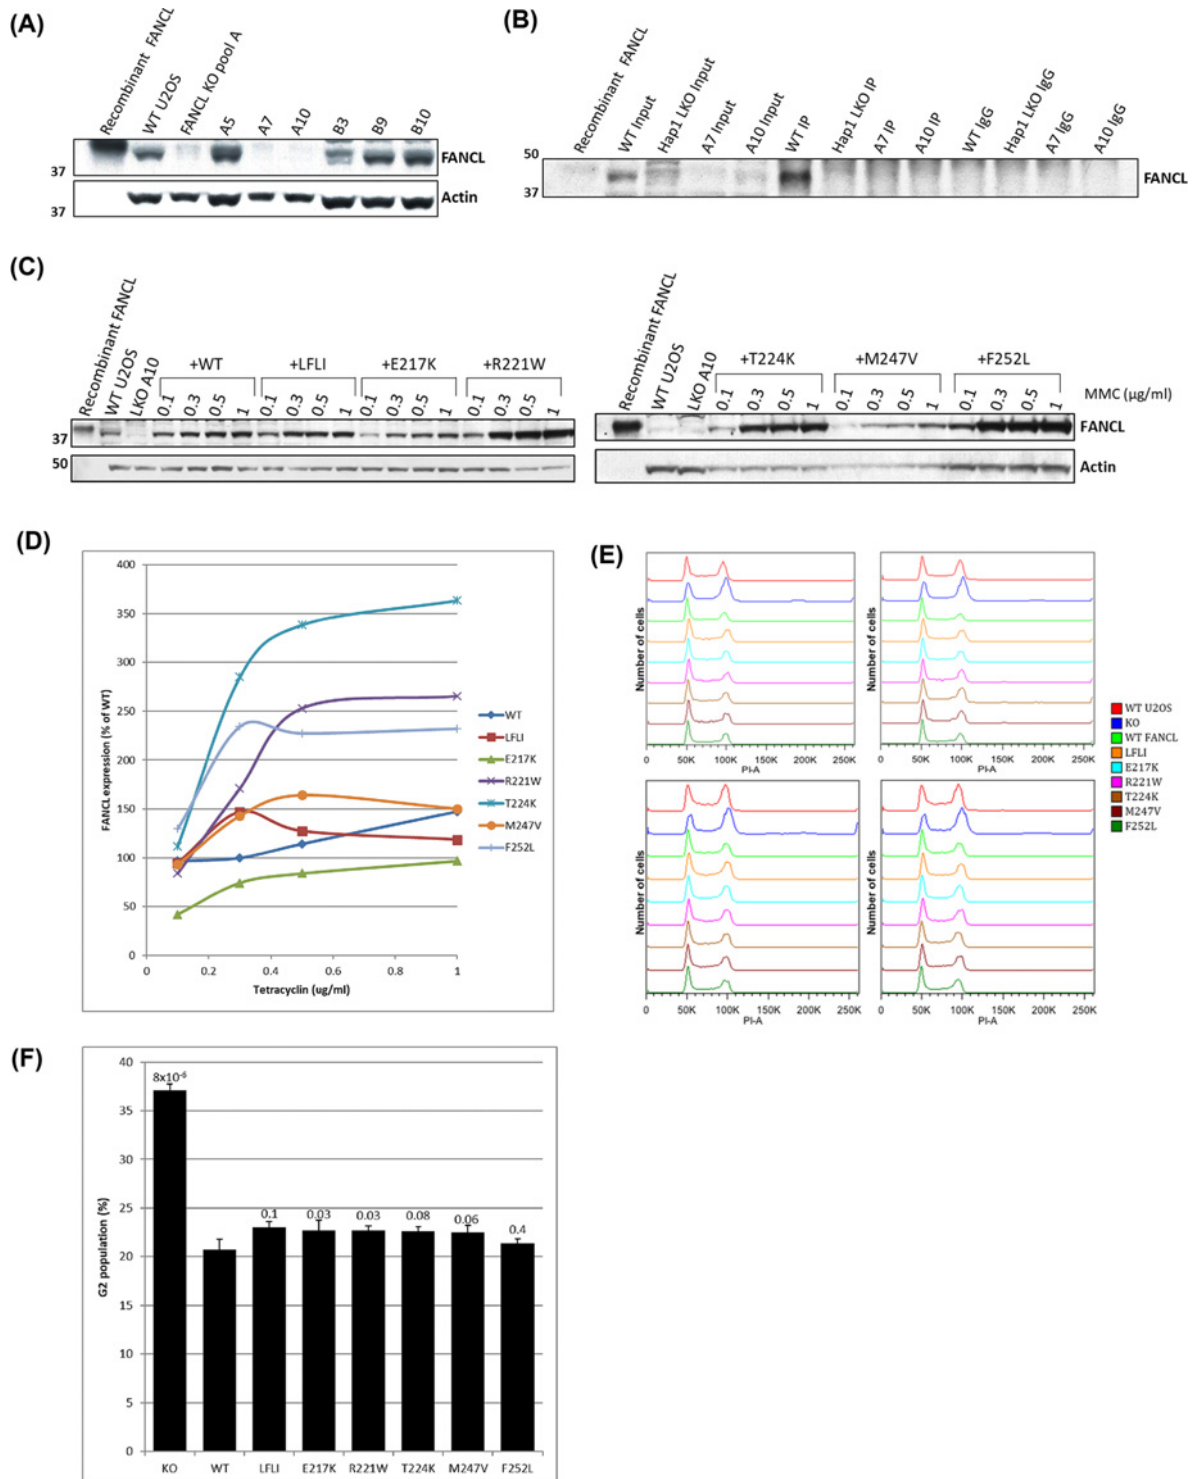 (A)
Recombinant FANCL
WT U2OS
FANCL KO pool A
A5
A7
A10
B3
B9
B10
37
FANCL
37
Actin
(B)
Recombinant FANCL
WT Input
Hap1 LKO Input
A7 Input
A10 Input
WT IP
Hap1 LKO IP
A7 IP
A10 IP
WT IgG
Hap1 LKO IgG
A7 IgG
A10 IgG
50
37
FANCL
(C)
Recombinant FANCL
WT U2OS
LKO A10
+WT
+LFLI
+E217K
+R221W
0.1
0.3
0.5
1
0.1
0.3
0.5
1
0.1
0.3
0.5
1
0.1
0.3
0.5
1
37
50
Recombinant FANCL
WT U2OS
LKO A10
+T224K
+M247V
+F252L
0.1
0.3
0.5
1
0.1
0.3
0.5
1
0.1
0.3
0.5
1
MMC (μg/ml)
FANCL
Actin
(D)
FANCL expression (% of WT)
400
350
300
250
200
150
100
50
0
0 0.2 0.4 0.6 0.8 1
Tetracyclin (ug/ml)
WT
LFLI
E217K
R221W
T224K
M247V
F252L
(E)
Number of cells
0 50K 100K 150K 200K 250K
PI-A
Number of cells
0 50K 100K 150K 200K 250K
PI-A
Number of cells
0 50K 100K 150K 200K 250K
PI-A
Number of cells
0 50K 100K 150K 200K 250K
PI-A
WT U2OS
KO
WT FANCL
LFLI
E217K
R221W
T224K
M247V
F252L
(F)
G2 population (%)
40
35
30
25
20
15
10
5
0
8x10⁻⁶
0.1
0.03
0.03
0.08
0.06
0.4
KO WT LFLI E217K R221W T224K M247V F252L